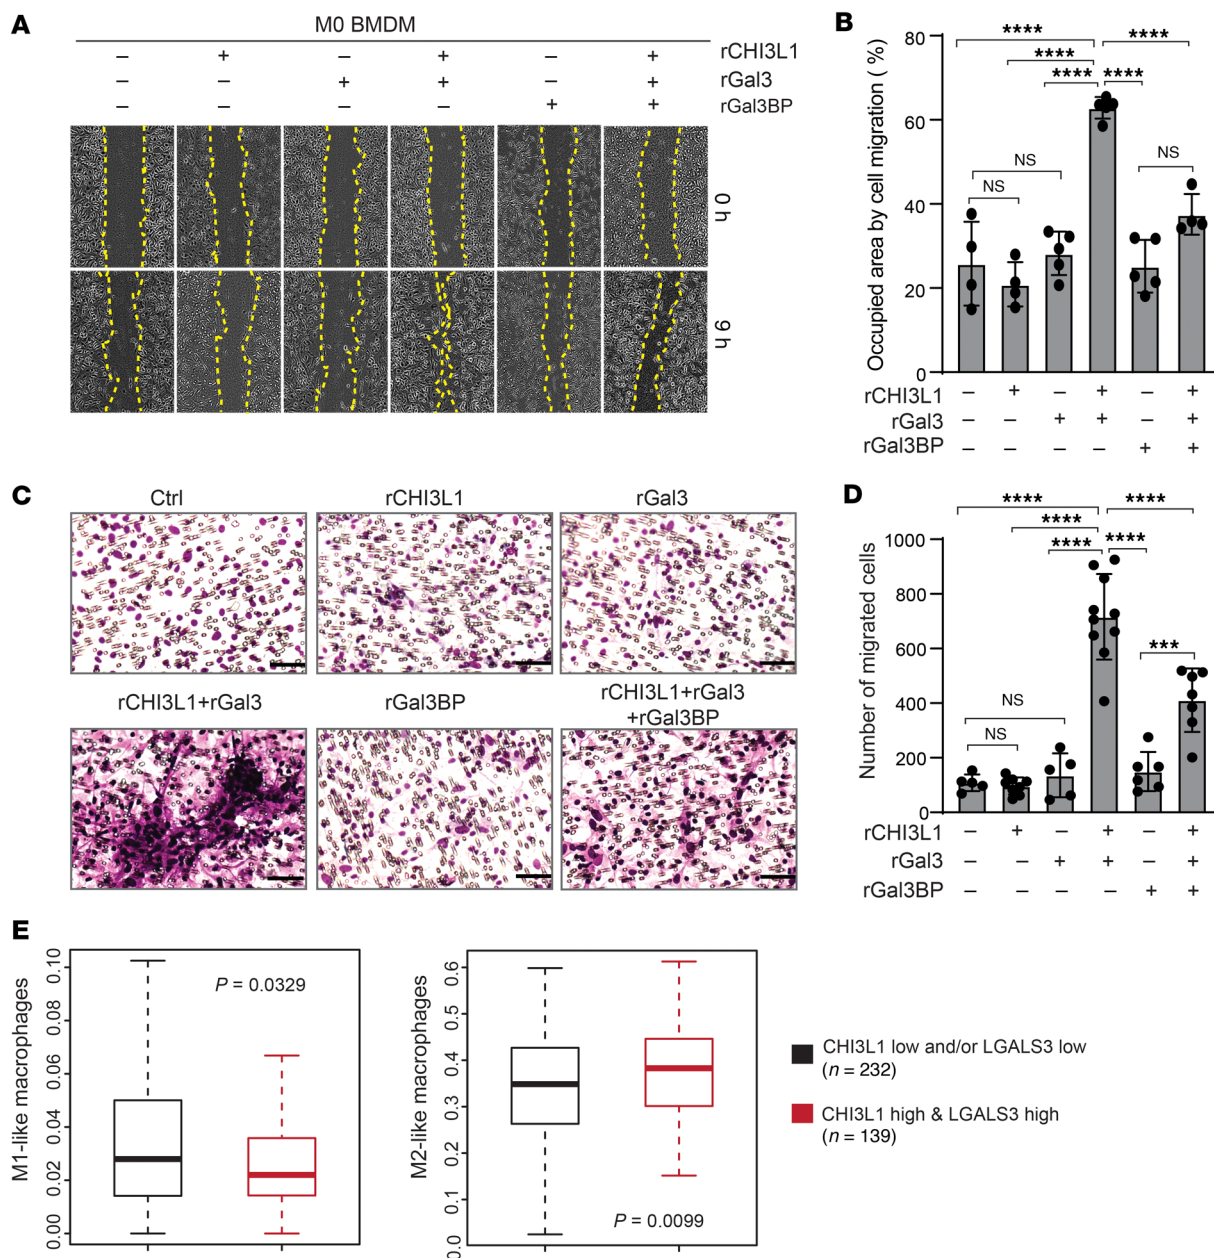 A
M0 BMDM
– + – + – + rCHI3L1
– – + + – + rGal3
– – – – + + rGal3BP
0 h
9 h
B
Occupied area by cell migration ( %)
80
60
40
20
0
**** ****
****
**** ****
NS NS
NS
rCHI3L1 – + – + – +
rGal3 – – + + – +
rGal3BP – – – – + +
C
Ctrl rCHI3L1 rGal3
rCHI3L1+rGal3 rGal3BP rCHI3L1+rGal3
+rGal3BP
D
Number of migrated cells
1000
800
600
400
200
0
**** ****
****
**** ****
***
NS
NS
rCHI3L1 – + – + – +
rGal3 – – + + – +
rGal3BP – – – – + +
E
M1-like macrophages
0.10
0.08
0.06
0.04
0.02
0.00
P = 0.0329
M2-like macrophages
0.6
0.5
0.4
0.3
0.2
0.1
0.0
P = 0.0099
CHI3L1 low and/or LGALS3 low
(n = 232)
CHI3L1 high & LGALS3 high
(n = 139)